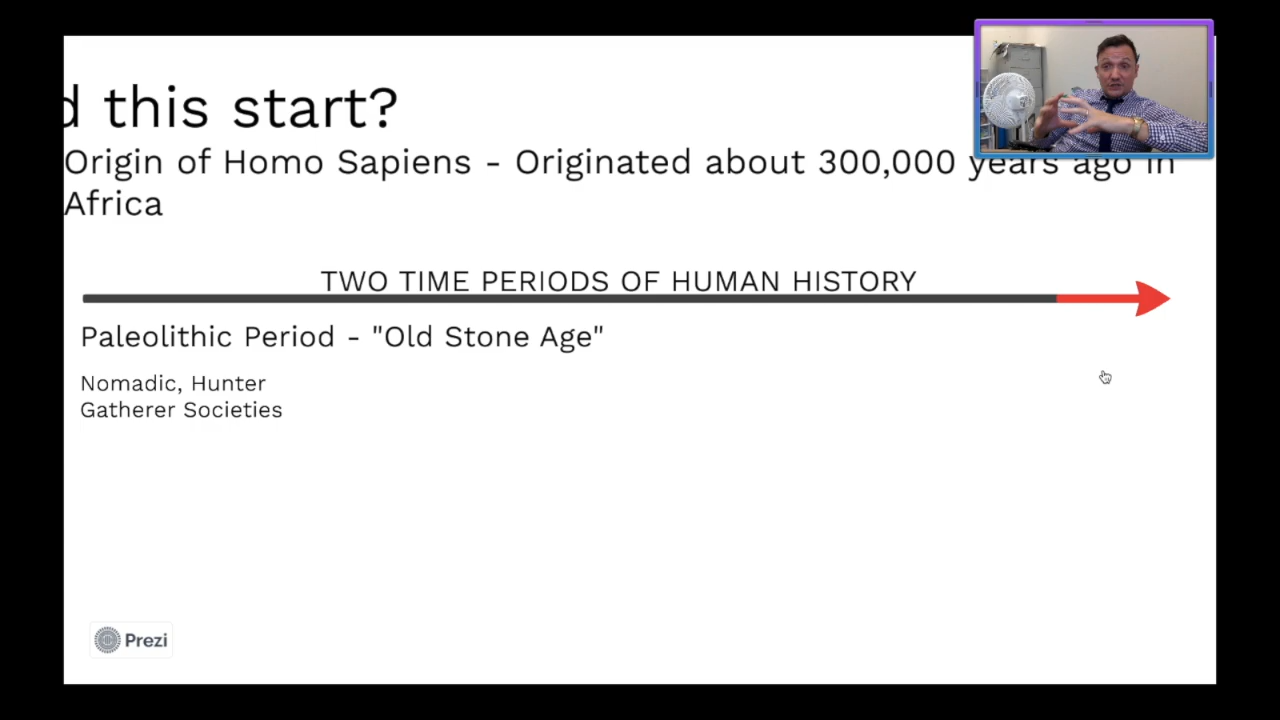 d this start?
Origin of Homo Sapiens - Originated about 300,000 years ago in
Africa
TWO TIME PERIODS OF HUMAN HISTORY
Paleolithic Period - "Old Stone Age"
Nomadic, Hunter
Gatherer Societies
Prezi